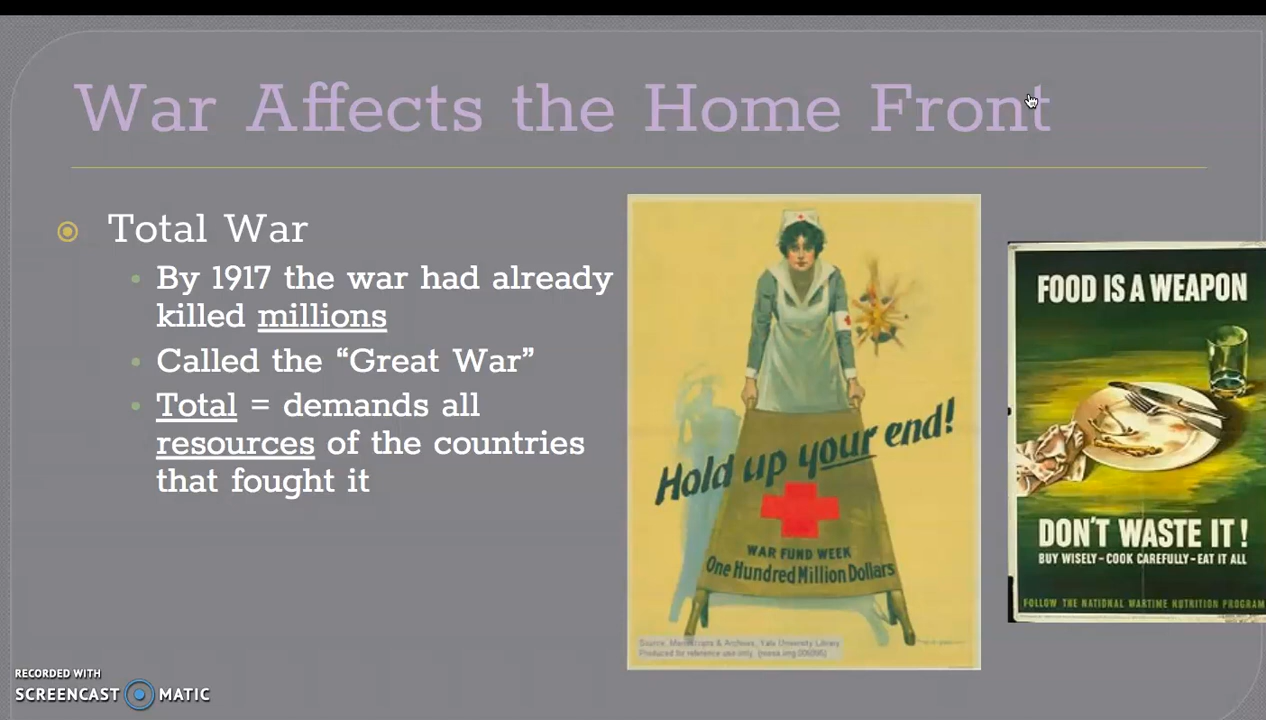 War Affects the Home Front
Total War
By 1917 the war had already
killed millions
Called the “Great War”
Total = demands all
resources of the countries
that fought it
Hold up your end!
WAR FUND WEEK
One Hundred Million Dollars
Source: Manuscripts & Archives, Yale University Library
Produced for reference use only.
FOOD IS A WEAPON
DON'T WASTE IT!
BUY WISELY - COOK CAREFULLY - EAT IT ALL
FOLLOW THE NATIONAL WARTIME NUTRITION PROGRAM
RECORDED WITH
SCREENCAST MATIC